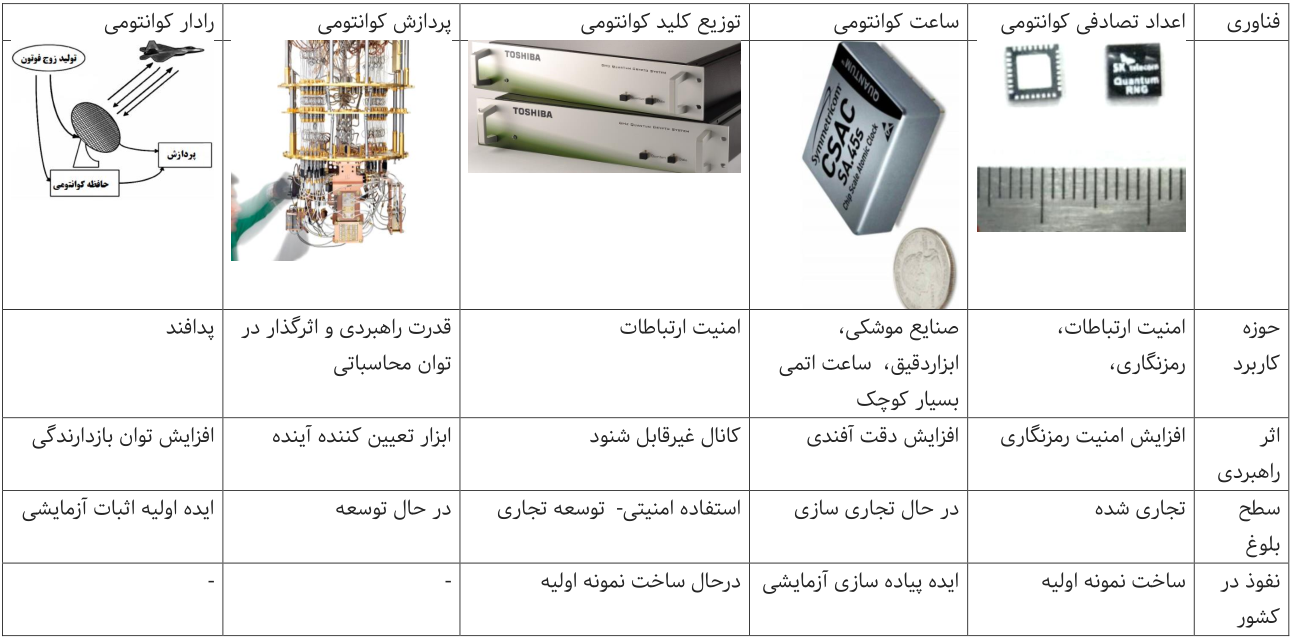 فناوری
اعداد تصادفی کوانتومی
ساعت کوانتومی
توزیع کلید کوانتومی
پردازش کوانتومی
رادار کوانتومی
SK telecom
Quantum
RNG
QUANTUM™
Symmetricom
CSAC
SA.45s
Chip Scale Atomic Clock
TOSHIBA
TOSHIBA
تولید زوج فوتون
پردازش
حافظه کوانتومی
حوزه
کاربرد
امنیت ارتباطات،
رمزنگاری،
صنایع موشکی،
ابزاردقیق، ساعت اتمی
بسیار کوچک
امنیت ارتباطات
قدرت راهبردی و اثرگذار در
توان محاسباتی
پدافند
اثر
راهبردی
افزایش امنیت رمزنگاری
افزایش دقت آفندی
کانال غیرقابل شنود
ابزار تعیین کننده آینده
افزایش توان بازدارندگی
سطح
بلوغ
تجاری شده
در حال تجاری سازی
استفاده امنیتی- توسعه تجاری
در حال توسعه
ایده اولیه اثبات آزمایشی
نفوذ در
کشور
ساخت نمونه اولیه
ایده پیاده سازی آزمایشی
درحال ساخت نمونه اولیه
-
-